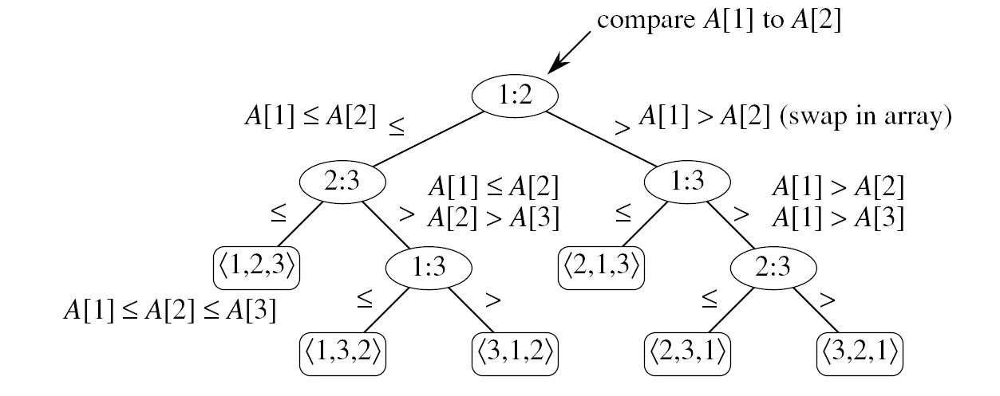 compare A[1] to A[2]
1:2
A[1] ≤ A[2] ≤
> A[1] > A[2] (swap in array)
2:3
1:3
A[1] ≤ A[2]
A[2] > A[3]
A[1] > A[2]
A[1] > A[3]
≤
>
≤
>
⟨1,2,3⟩
1:3
⟨2,1,3⟩
2:3
A[1] ≤ A[2] ≤ A[3]
≤
>
≤
>
⟨1,3,2⟩
⟨3,1,2⟩
⟨2,3,1⟩
⟨3,2,1⟩